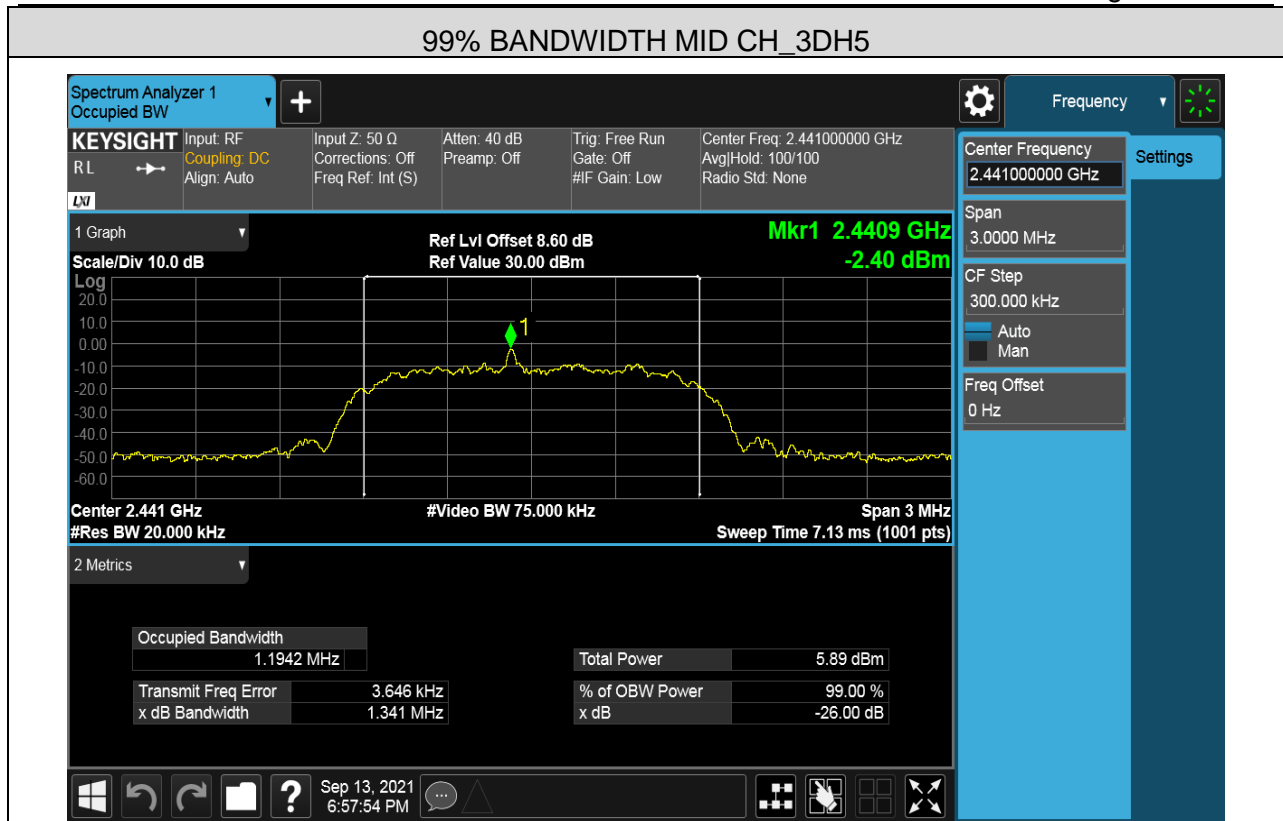 99% BANDWIDTH MID CH_3DH5
Spectrum Analyzer 1
Occupied BW
+
Frequency
KEYSIGHT
R L
LXI
Input: RF
Coupling: DC
Align: Auto
Input Z: 50 Ω
Corrections: Off
Freq Ref: Int (S)
Atten: 40 dB
Preamp: Off
Trig: Free Run
Gate: Off
#IF Gain: Low
Center Freq: 2.441000000 GHz
Avg|Hold: 100/100
Radio Std: None
Center Frequency
2.441000000 GHz
Settings
Span
3.0000 MHz
CF Step
300.000 kHz
Auto
Man
Freq Offset
0 Hz
1 Graph
Scale/Div 10.0 dB
Ref Lvl Offset 8.60 dB
Ref Value 30.00 dBm
Mkr1 2.4409 GHz
-2.40 dBm
Log
20.0
10.0
0.00
-10.0
-20.0
-30.0
-40.0
-50.0
-60.0
1
Center 2.441 GHz
#Video BW 75.000 kHz
Span 3 MHz
#Res BW 20.000 kHz
Sweep Time 7.13 ms (1001 pts)
2 Metrics
Occupied Bandwidth
1.1942 MHz
Total Power 5.89 dBm
Transmit Freq Error 3.646 kHz
% of OBW Power 99.00 %
x dB Bandwidth 1.341 MHz
x dB -26.00 dB
?
Sep 13, 2021
6:57:54 PM